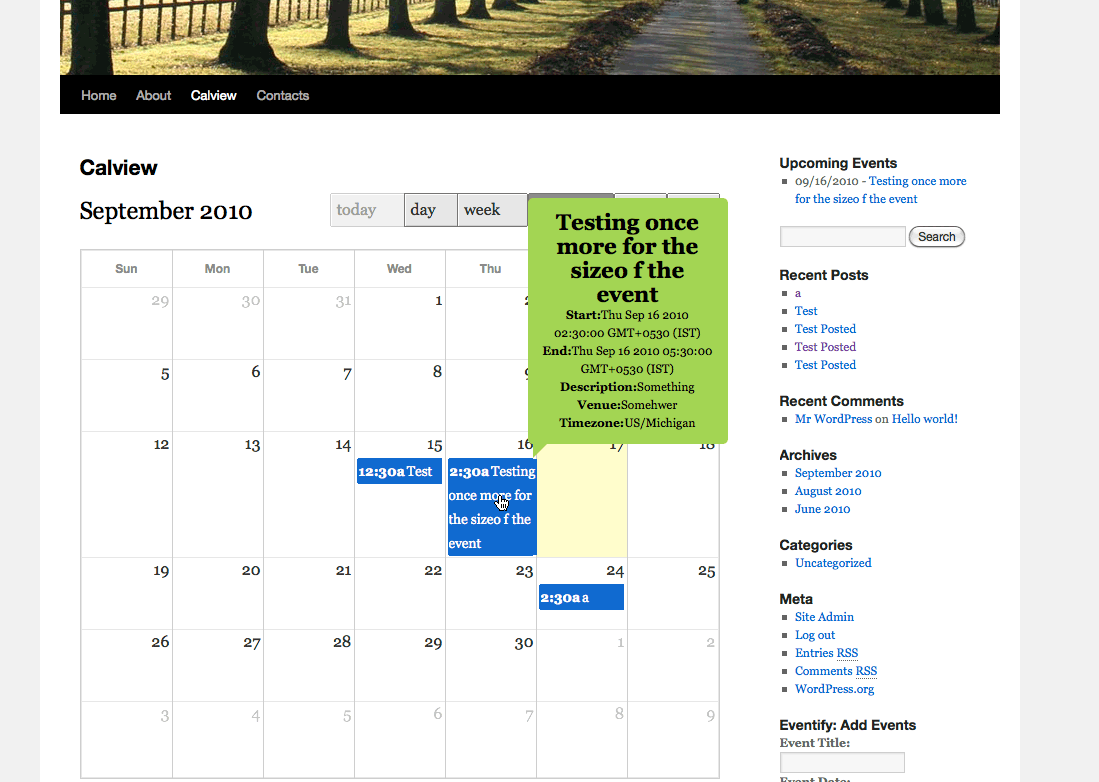 Home About Calview Contacts
Calview
September 2010
today day week
Testing once
more for the
sizeo f the
event
Start:Thu Sep 16 2010
02:30:00 GMT+0530 (IST)
End:Thu Sep 16 2010 05:30:00
GMT+0530 (IST)
Description:Something
Venue:Somehwer
Timezone:US/Michigan
Sun Mon Tue Wed Thu
29 30 31 1
5 6 7 8
12 13 14 15 16 17 18
12:30a Test
2:30a Testing
once more for
the sizeo f the
event
19 20 21 22 23 24 25
2:30a a
26 27 28 29 30 1 2
3 4 5 6 7 8 9
Upcoming Events
09/16/2010 - Testing once more
for the sizeo f the event
Search
Recent Posts
a
Test
Test Posted
Test Posted
Test Posted
Recent Comments
Mr WordPress on Hello world!
Archives
September 2010
August 2010
June 2010
Categories
Uncategorized
Meta
Site Admin
Log out
Entries RSS
Comments RSS
WordPress.org
Eventify: Add Events
Event Title:
Event Date: